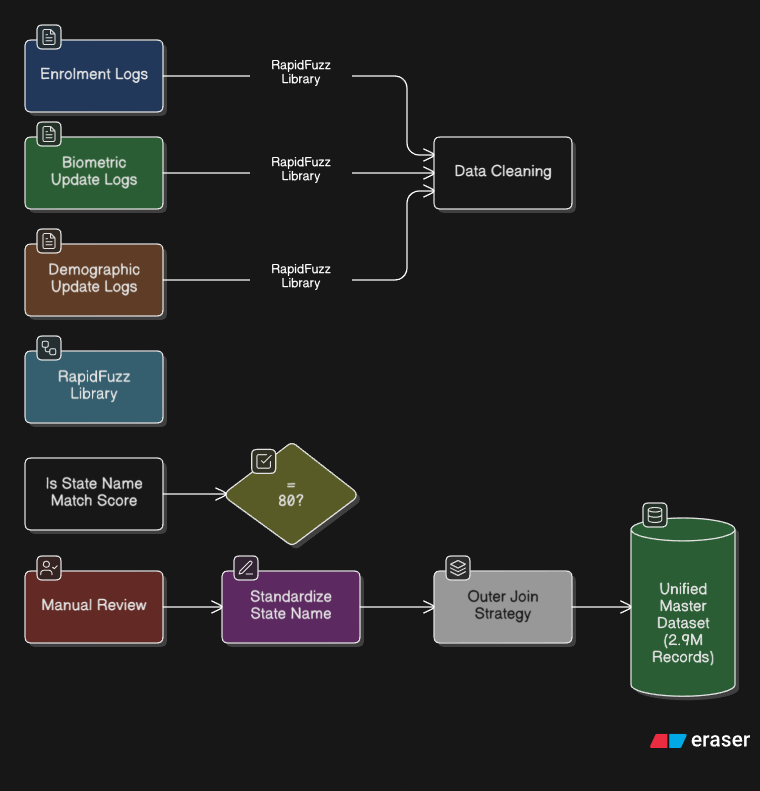 Enrolment Logs
RapidFuzz
Library
Biometric
Update Logs
RapidFuzz
Library
Data Cleaning
Demographic
Update Logs
RapidFuzz
Library
RapidFuzz
Library
Is State Name
Match Score
=
80?
Manual Review
Standardize
State Name
Outer Join
Strategy
Unified
Master
Dataset
(2.9M
Records)
eraser